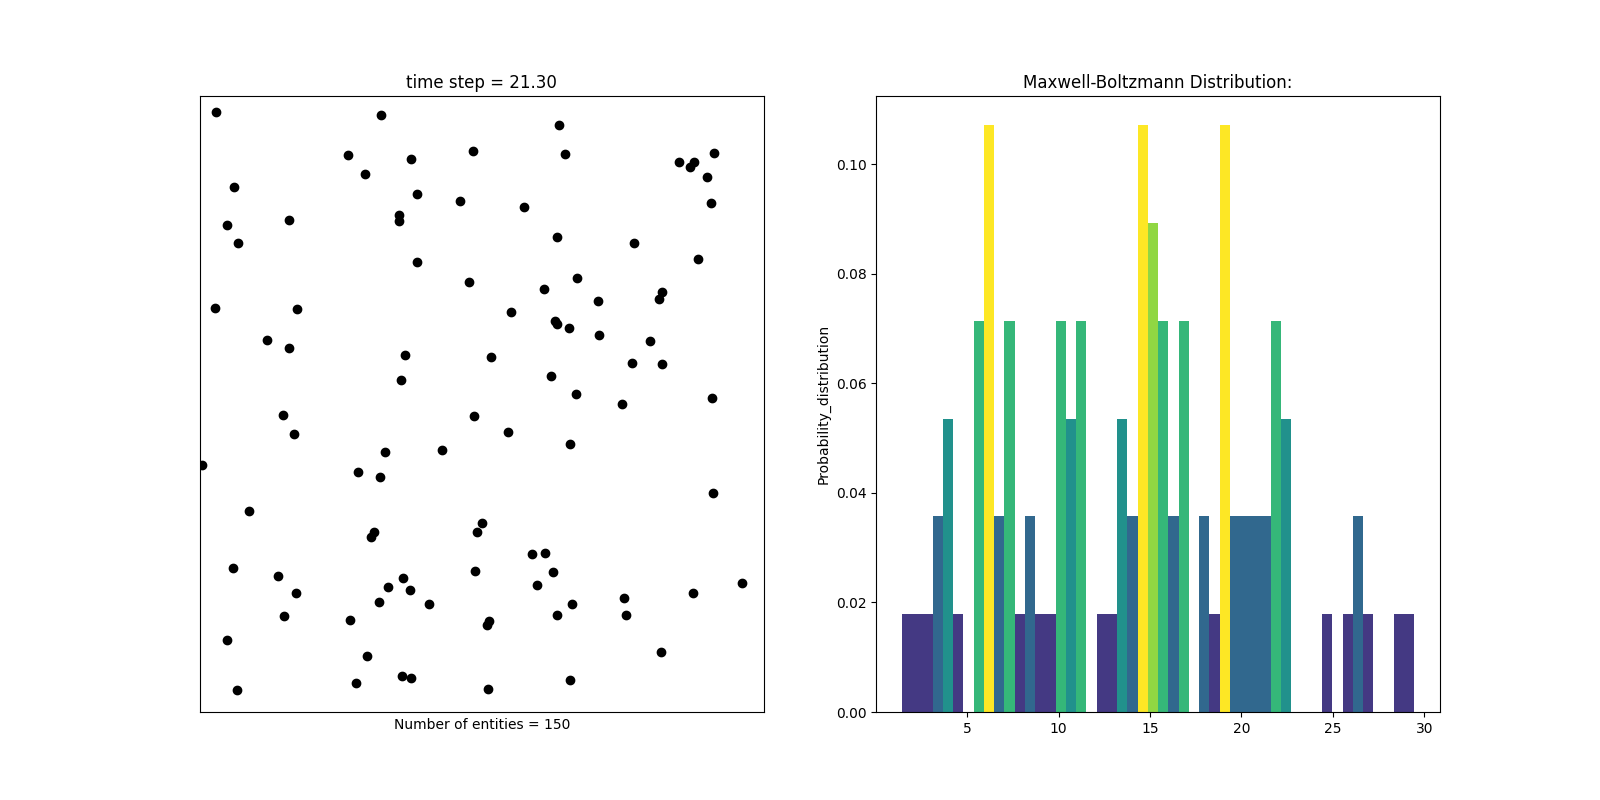 time step = 21.30
Number of entities = 150
Maxwell-Boltzmann Distribution:
Probability_distribution
0.10
0.08
0.06
0.04
0.02
0.00
5 10 15 20 25 30